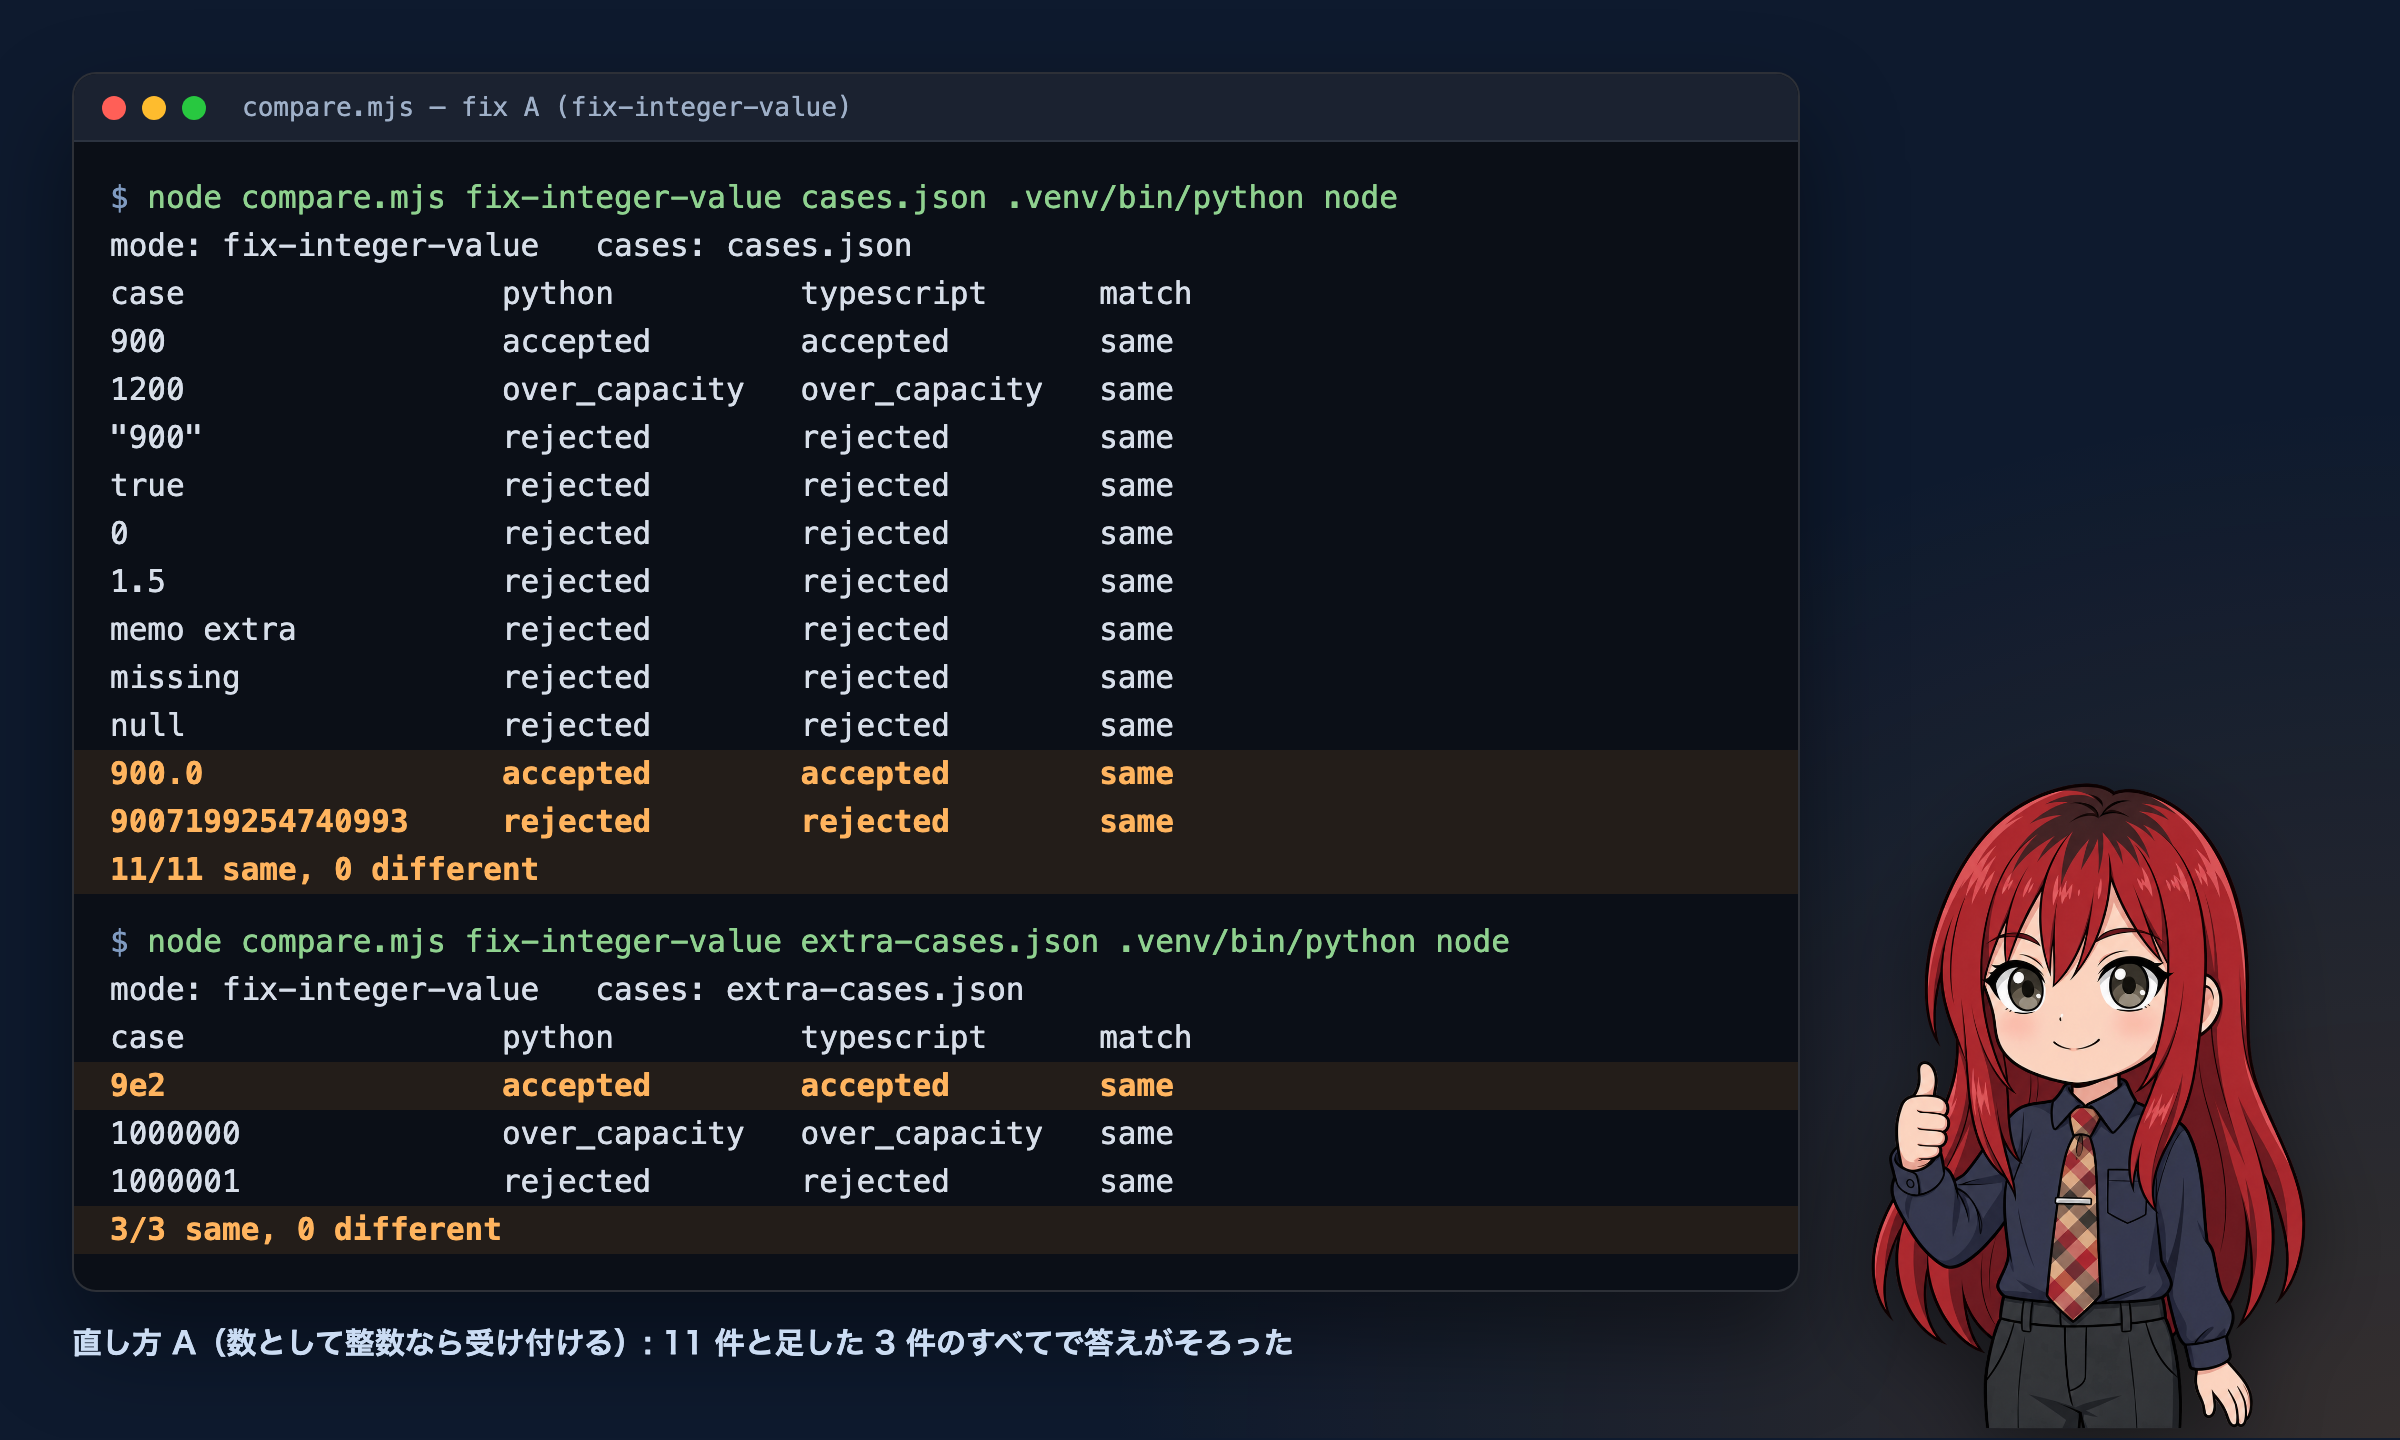 compare.mjs — fix A (fix-integer-value)
$ node compare.mjs fix-integer-value cases.json .venv/bin/python node
mode: fix-integer-value   cases: cases.json
case                     python          typescript      match
900                      accepted        accepted        same
1200                     over_capacity   over_capacity   same
"900"                    rejected        rejected        same
true                     rejected        rejected        same
0                        rejected        rejected        same
1.5                      rejected        rejected        same
memo extra               rejected        rejected        same
missing                  rejected        rejected        same
null                     rejected        rejected        same
900.0                    accepted        accepted        same
9007199254740993         rejected        rejected        same
11/11 same, 0 different
$ node compare.mjs fix-integer-value extra-cases.json .venv/bin/python node
mode: fix-integer-value   cases: extra-cases.json
case                     python          typescript      match
9e2                      accepted        accepted        same
1000000                  over_capacity   over_capacity   same
1000001                  rejected        rejected        same
3/3 same, 0 different
直し方 A（数として整数なら受け付ける）: 11 件と足した 3 件のすべてで答えがそろった